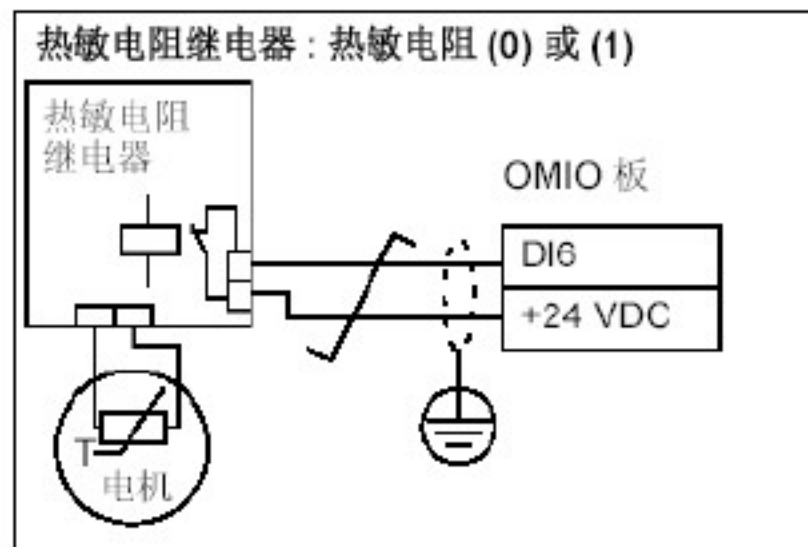 热敏电阻继电器：热敏电阻 (0) 或 (1)
热敏电阻
继电器
OMIO 板
DI6
+24 VDC
T
电机